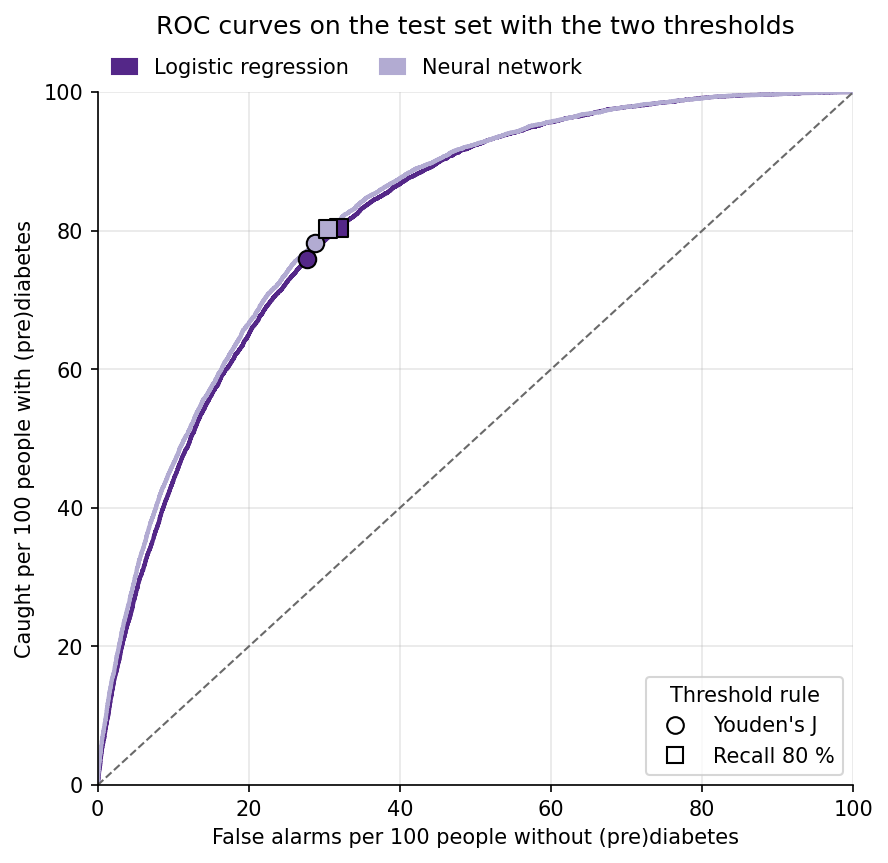 ROC curves on the test set with the two thresholds
Logistic regression
Neural network
100
80
60
40
20
0
Caught per 100 people with (pre)diabetes
Threshold rule
Youden's J
Recall 80 %
0 20 40 60 80 100
False alarms per 100 people without (pre)diabetes